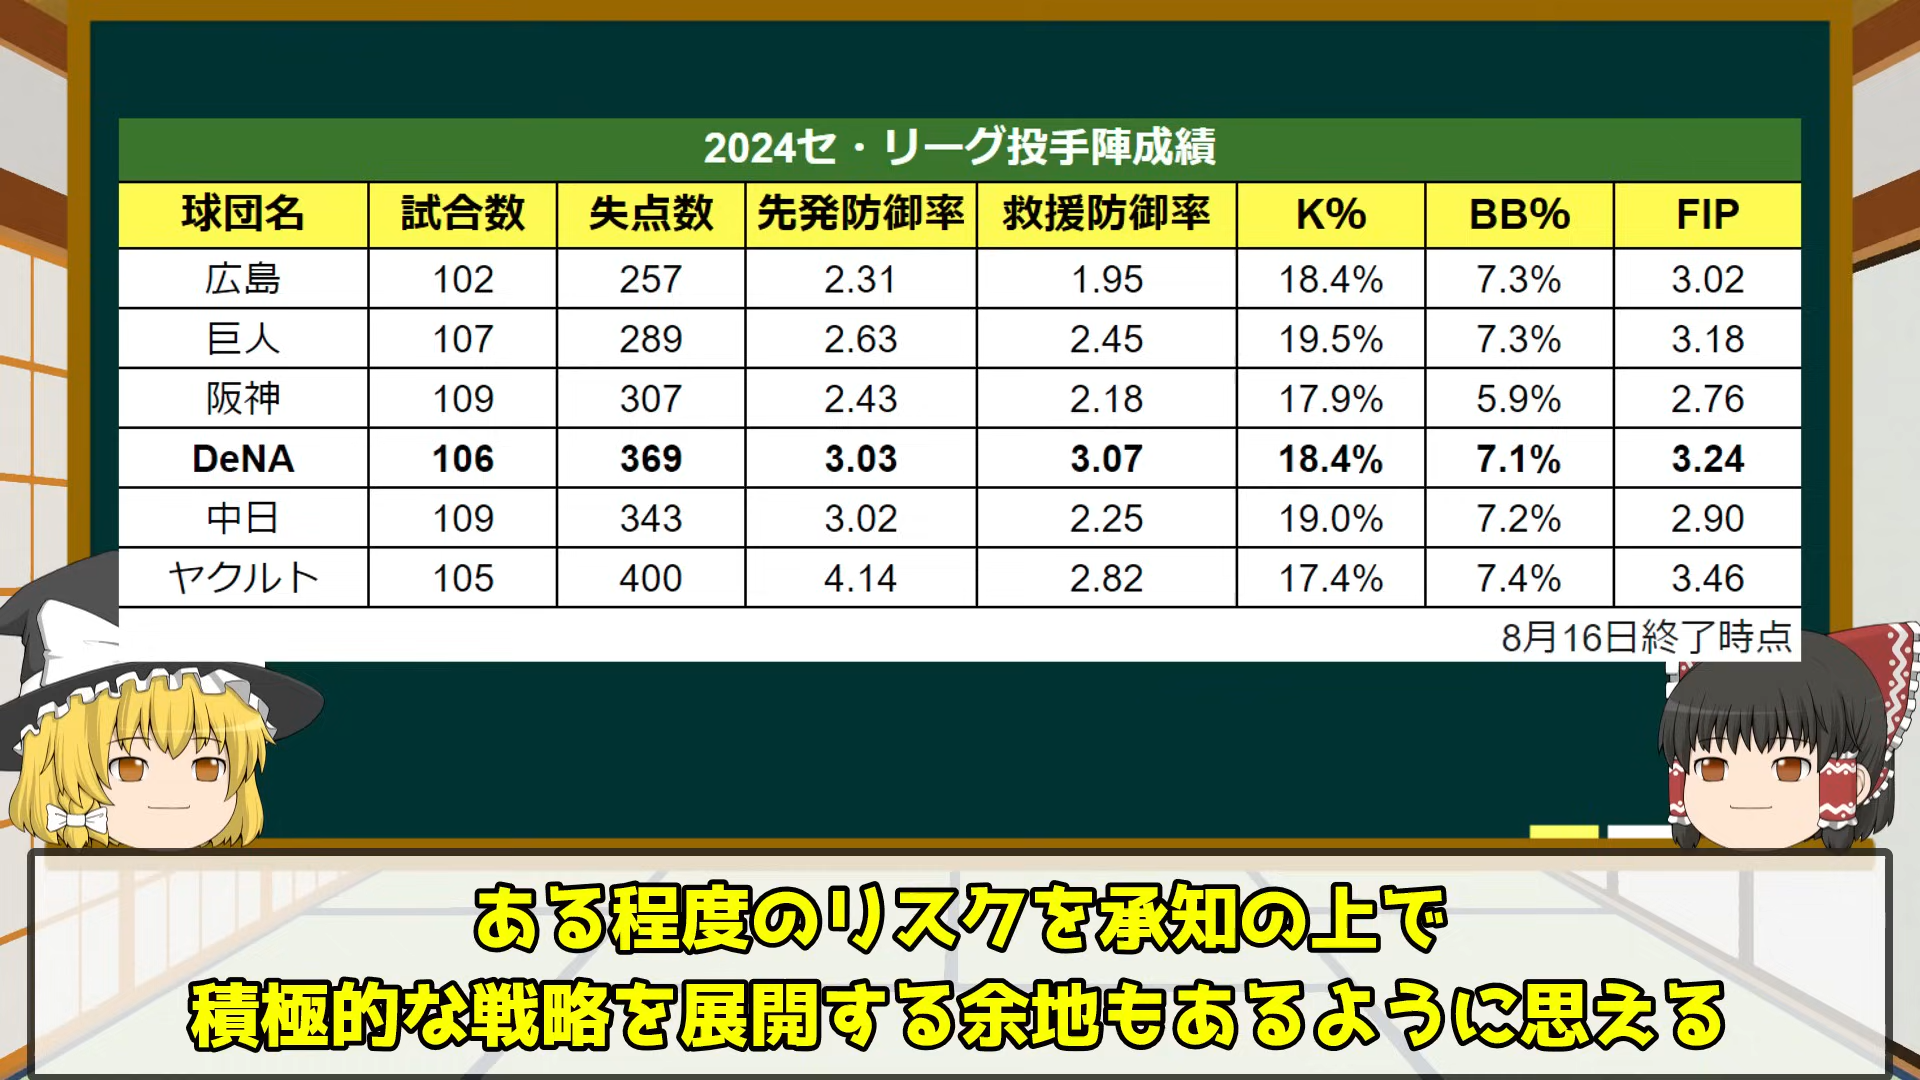 2024セ・リーグ投手陣成績
球団名 試合数 失点数 先発防御率 救援防御率 K% BB% FIP
広島 102 257 2.31 1.95 18.4% 7.3% 3.02
巨人 107 289 2.63 2.45 19.5% 7.3% 3.18
阪神 109 307 2.43 2.18 17.9% 5.9% 2.76
DeNA 106 369 3.03 3.07 18.4% 7.1% 3.24
中日 109 343 3.02 2.25 19.0% 7.2% 2.90
ヤクルト 105 400 4.14 2.82 17.4% 7.4% 3.46
8月16日終了時点
ある程度のリスクを承知の上で
積極的な戦略を展開する余地もあるように思える